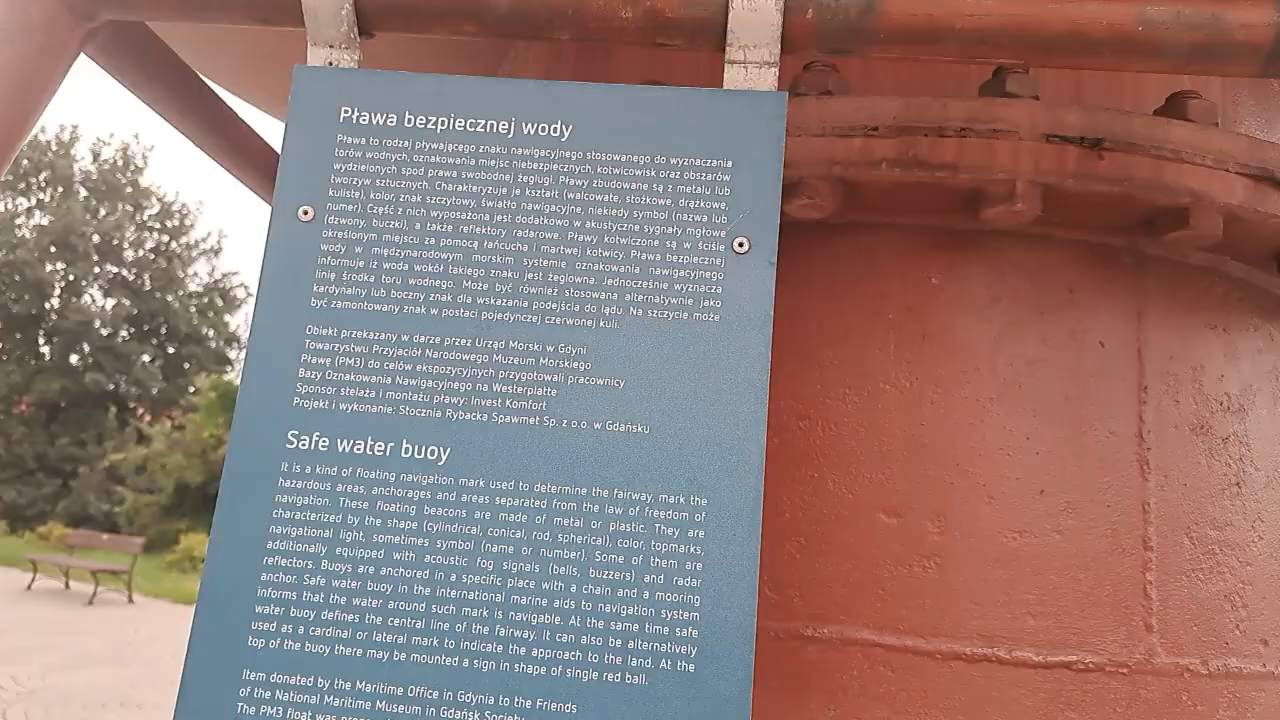 Pława bezpiecznej wody
Pława to rodzaj pływającego znaku nawigacyjnego stosowanego do wyznaczania
torów wodnych, oznakowania miejsc niebezpiecznych, kotwicowisk oraz obszarów
wydzielonych spod prawa swobodnej żeglugi. Pławy zbudowane są z metalu lub
tworzyw sztucznych. Charakteryzuje je kształt (walcowate, stożkowe, drążkowe,
kuliste), kolor, znak szczytowy, światło nawigacyjne, niekiedy symbol (nazwa lub
numer). Część z nich wyposażona jest dodatkowo w akustyczne sygnały mgłowe
(dzwony, buczki), a także reflektory radarowe. Pławy kotwiczone są w ściśle
określonym miejscu za pomocą łańcucha i martwej kotwicy. Pława bezpiecznej
wody w międzynarodowym morskim systemie oznakowania nawigacyjnego
informuje iż woda wokół takiego znaku jest żeglowna. Jednocześnie wyznacza
linię środka toru wodnego. Może być również stosowana alternatywnie jako
kardynalny lub boczny znak dla wskazania podejścia do lądu. Na szczycie może
być zamontowany znak w postaci pojedynczej czerwonej kuli.
Obiekt przekazany w darze przez Urząd Morski w Gdyni
Towarzystwu Przyjaciół Narodowego Muzeum Morskiego
Pławę (PM3) do celów ekspozycyjnych przygotowali pracownicy
Bazy Oznakowania Nawigacyjnego na Westerplatte
Sponsor stelaża i montażu pławy: Invest Komfort
Projekt i wykonanie: Stocznia Rybacka Spawmet Sp. z o.o. w Gdańsku
Safe water buoy
It is a kind of floating navigation mark used to determine the fairway, mark the
hazardous areas, anchorages and areas separated from the law of freedom of
navigation. These floating beacons are made of metal or plastic. They are
characterized by the shape (cylindrical, conical, rod, spherical), color, topmarks,
navigational light, sometimes symbol (name or number). Some of them are
additionally equipped with acoustic fog signals (bells, buzzers) and radar
reflectors. Buoys are anchored in a specific place with a chain and a mooring
anchor. Safe water buoy in the international marine aids to navigation system
informs that the water around such mark is navigable. At the same time safe
water buoy defines the central line of the fairway. It can also be alternatively
used as a cardinal or lateral mark to indicate the approach to the land. At the
top of the buoy there may be mounted a sign in shape of single red ball.
Item donated by the Maritime Office in Gdynia to the Friends
of the National Maritime Museum in Gdańsk Society
The PM3 float was